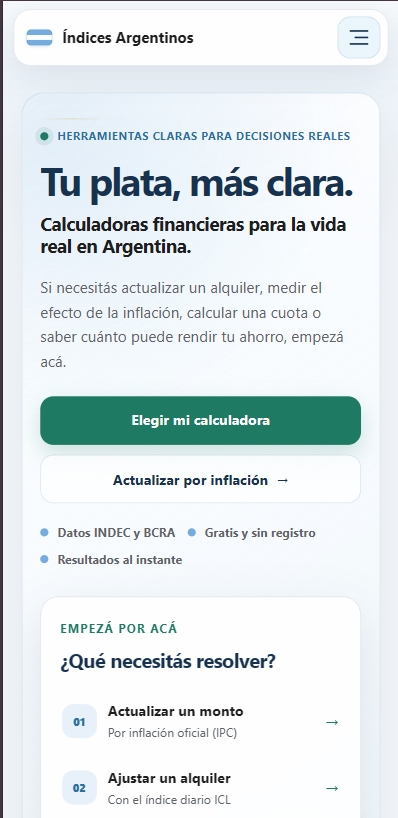 Índices Argentinos
HERRAMIENTAS CLARAS PARA DECISIONES REALES
Tu plata, más clara.
Calculadoras financieras para la vida
real en Argentina.
Si necesitás actualizar un alquiler, medir el
efecto de la inflación, calcular una cuota o
saber cuánto puede rendir tu ahorro, empezá
acá.
Elegir mi calculadora
Actualizar por inflación →
Datos INDEC y BCRA
Gratis y sin registro
Resultados al instante
EMPEZÁ POR ACÁ
¿Qué necesitás resolver?
01
Actualizar un monto
Por inflación oficial (IPC)
→
02
Ajustar un alquiler
Con el índice diario ICL
→